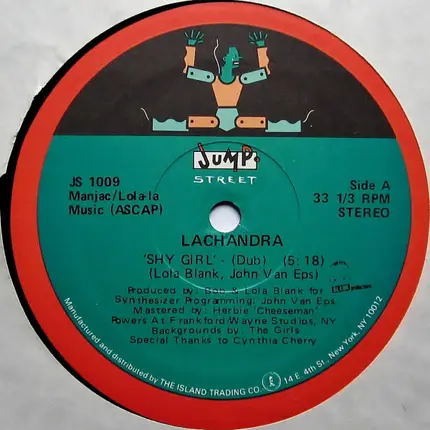 JUMP.
STREET
JS 1009
Manjac/Lola-la
Music (ASCAP)
Side A
33 1/3 RPM
STEREO
LACHANDRA
'SHY GIRL' - (Dub) (5:18)
(Lola Blank, John Van Eps)
Produced by: Bob & Lola Blank for
Synthesizer Programming: John Van Eps
Mastered by: Herbie 'Cheeseman'
Powers At Frankford/Wayne Studios, NY
Backgrounds by: The Girls
Special Thanks to Cynthia Cherry
Manufactured and distributed by THE ISLAND TRADING CO. 14 E. 4th St., New York, NY 10012